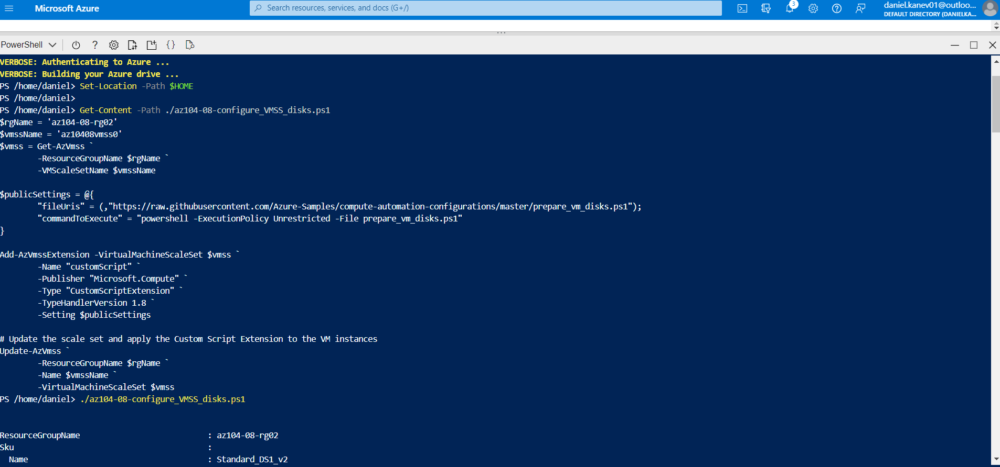 Microsoft Azure
Search resources, services, and docs (G+/)
3
daniel.kanev01@outloo...
DEFAULT DIRECTORY (DANIELKA...
PowerShell
VERBOSE: Authenticating to Azure ...
VERBOSE: Building your Azure drive ...
PS /home/daniel> Set-Location -Path $HOME
PS /home/daniel>
PS /home/daniel> Get-Content -Path ./az104-08-configure_VMSS_disks.ps1
$rgName = 'az104-08-rg02'
$vmssName = 'az10408vmss0'
$vmss = Get-AzVmss `
-ResourceGroupName $rgName `
-VMScaleSetName $vmssName
$publicSettings = @{
"fileUris" = (,"https://raw.githubusercontent.com/Azure-Samples/compute-automation-configurations/master/prepare_vm_disks.ps1");
"commandToExecute" = "powershell -ExecutionPolicy Unrestricted -File prepare_vm_disks.ps1"
}
Add-AzVmssExtension -VirtualMachineScaleSet $vmss `
-Name "customScript" `
-Publisher "Microsoft.Compute" `
-Type "CustomScriptExtension" `
-TypeHandlerVersion 1.8 `
-Setting $publicSettings
# Update the scale set and apply the Custom Script Extension to the VM instances
Update-AzVmss `
-ResourceGroupName $rgName `
-Name $vmssName `
-VirtualMachineScaleSet $vmss
PS /home/daniel> ./az104-08-configure_VMSS_disks.ps1
ResourceGroupName : az104-08-rg02
Sku :
Name : Standard_DS1_v2